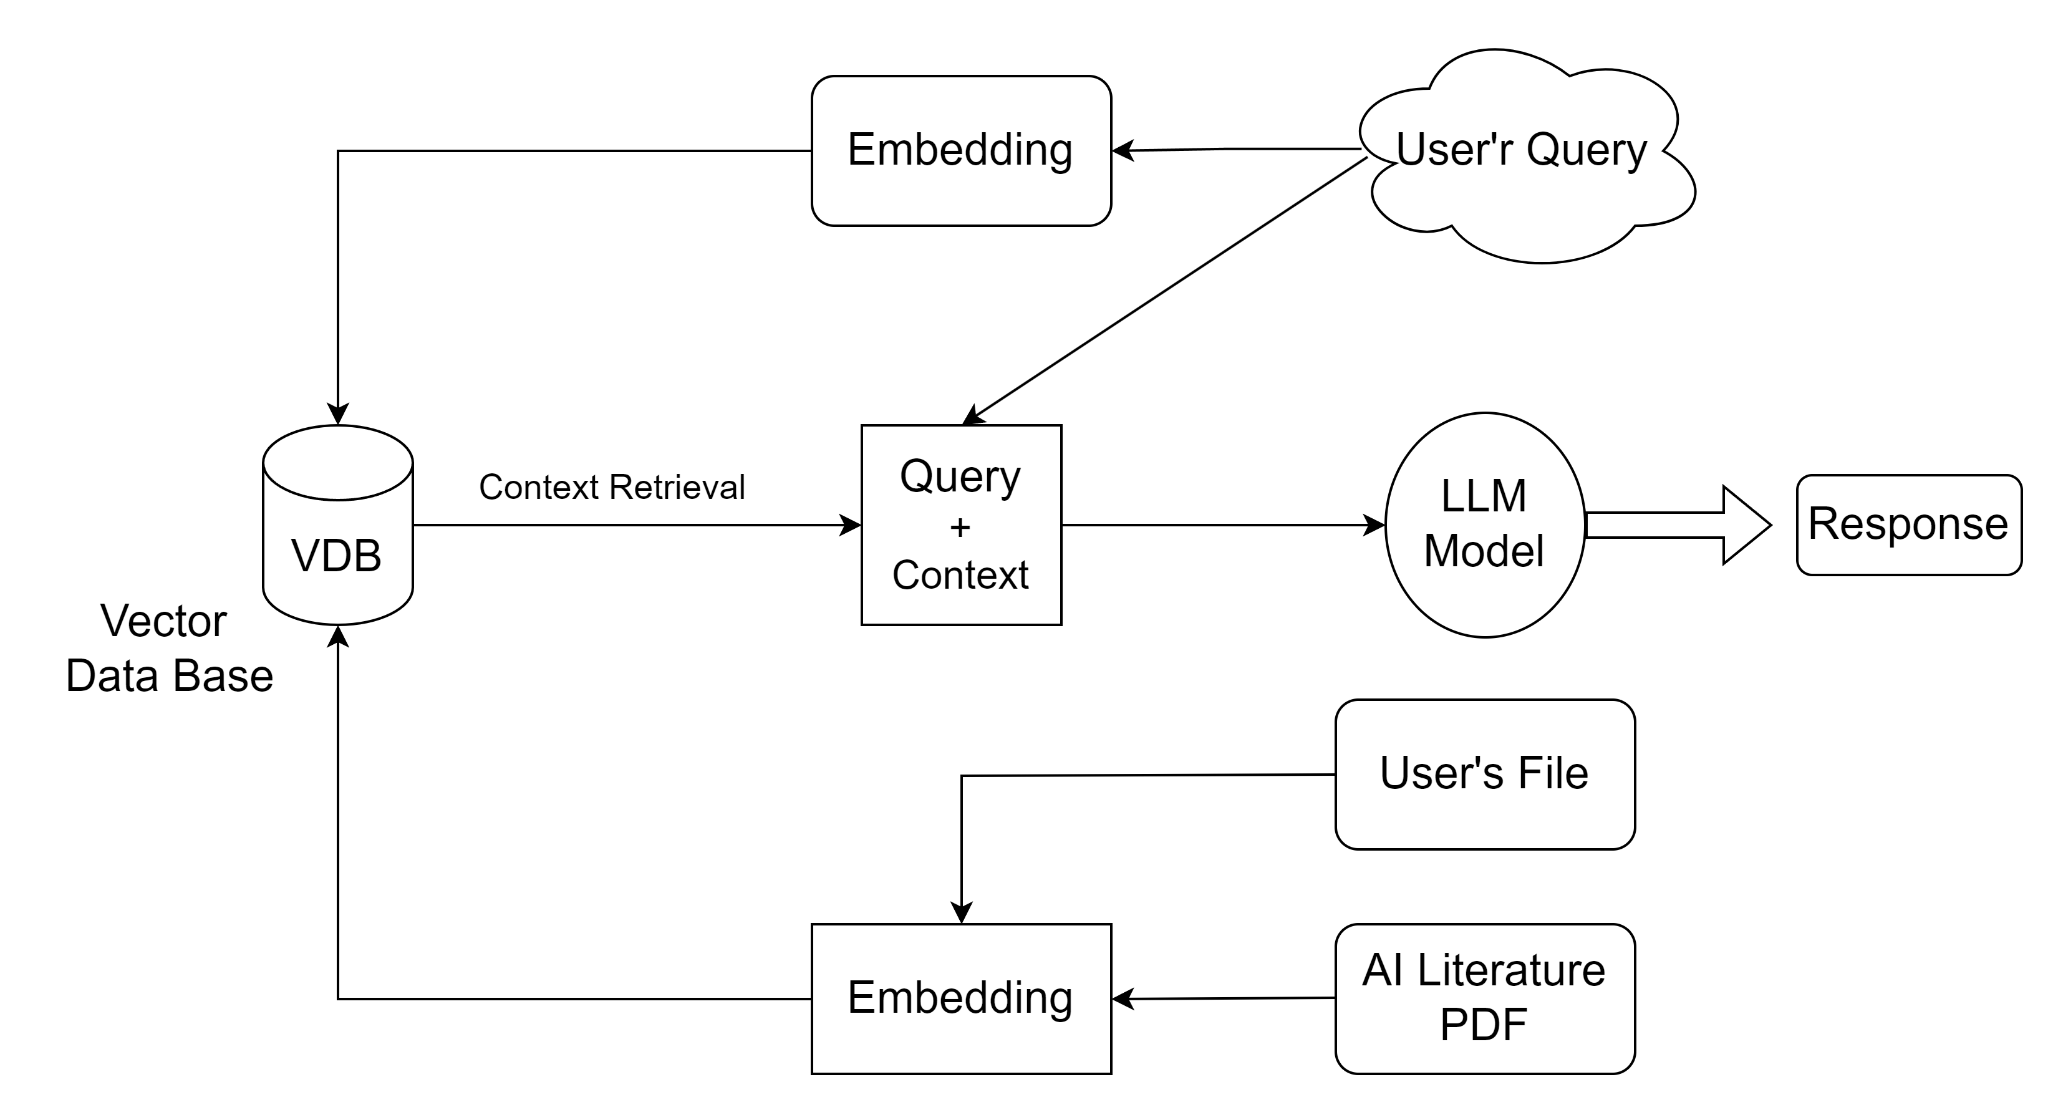 Embedding
User'r Query
Context Retrieval
VDB
Vector
Data Base
Query
+
Context
LLM
Model
Response
User's File
Embedding
AI Literature
PDF